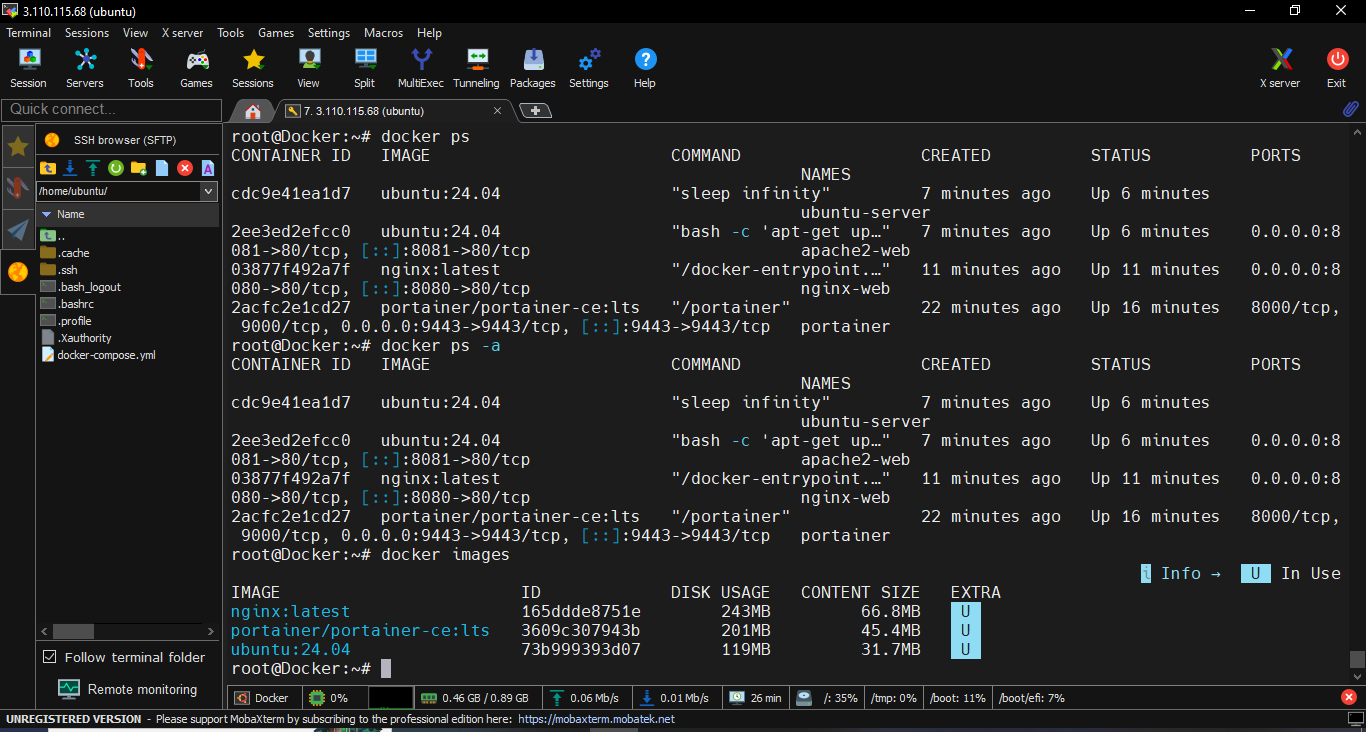 3.110.115.68 (ubuntu)
Terminal Sessions View X server Tools Games Settings Macros Help
Session Servers Tools Games Sessions View Split MultiExec Tunneling Packages Settings Help X server Exit
Quick connect...
7. 3.110.115.68 (ubuntu)
SSH browser (SFTP)
/home/ubuntu/
Name
..
.cache
.ssh
.bash_logout
.bashrc
.profile
.Xauthority
docker-compose.yml
Follow terminal folder
Remote monitoring
root@Docker:~# docker ps
CONTAINER ID   IMAGE                        COMMAND                  CREATED          STATUS          PORTS
NAMES
cdc9e41ea1d7   ubuntu:24.04                 "sleep infinity"         7 minutes ago    Up 6 minutes
ubuntu-server
2ee3ed2efcc0   ubuntu:24.04                 "bash -c 'apt-get up…"   7 minutes ago    Up 6 minutes    0.0.0.0:8
081->80/tcp, [::]:8081->80/tcp                           apache2-web
03877f492a7f   nginx:latest                 "/docker-entrypoint.…"   11 minutes ago   Up 11 minutes   0.0.0.0:8
080->80/tcp, [::]:8080->80/tcp                           nginx-web
2acfc2e1cd27   portainer/portainer-ce:lts   "/portainer"             22 minutes ago   Up 16 minutes   8000/tcp,
9000/tcp, 0.0.0.0:9443->9443/tcp, [::]:9443->9443/tcp   portainer
root@Docker:~# docker ps -a
CONTAINER ID   IMAGE                        COMMAND                  CREATED          STATUS          PORTS
NAMES
cdc9e41ea1d7   ubuntu:24.04                 "sleep infinity"         7 minutes ago    Up 6 minutes
ubuntu-server
2ee3ed2efcc0   ubuntu:24.04                 "bash -c 'apt-get up…"   7 minutes ago    Up 6 minutes    0.0.0.0:8
081->80/tcp, [::]:8081->80/tcp                           apache2-web
03877f492a7f   nginx:latest                 "/docker-entrypoint.…"   11 minutes ago   Up 11 minutes   0.0.0.0:8
080->80/tcp, [::]:8080->80/tcp                           nginx-web
2acfc2e1cd27   portainer/portainer-ce:lts   "/portainer"             22 minutes ago   Up 16 minutes   8000/tcp,
9000/tcp, 0.0.0.0:9443->9443/tcp, [::]:9443->9443/tcp   portainer
root@Docker:~# docker images
i Info → U In Use
IMAGE                        ID             DISK USAGE   CONTENT SIZE   EXTRA
nginx:latest                 165ddde8751e        243MB         66.8MB    U
portainer/portainer-ce:lts   3609c307943b        201MB         45.4MB    U
ubuntu:24.04                 73b999393d07        119MB         31.7MB    U
root@Docker:~#
Docker 0% 0.46 GB / 0.89 GB 0.06 Mb/s 0.01 Mb/s 26 min /: 35% /tmp: 0% /boot: 11% /boot/efi: 7%
UNREGISTERED VERSION - Please support MobaXterm by subscribing to the professional edition here: https://mobaxterm.mobatek.net